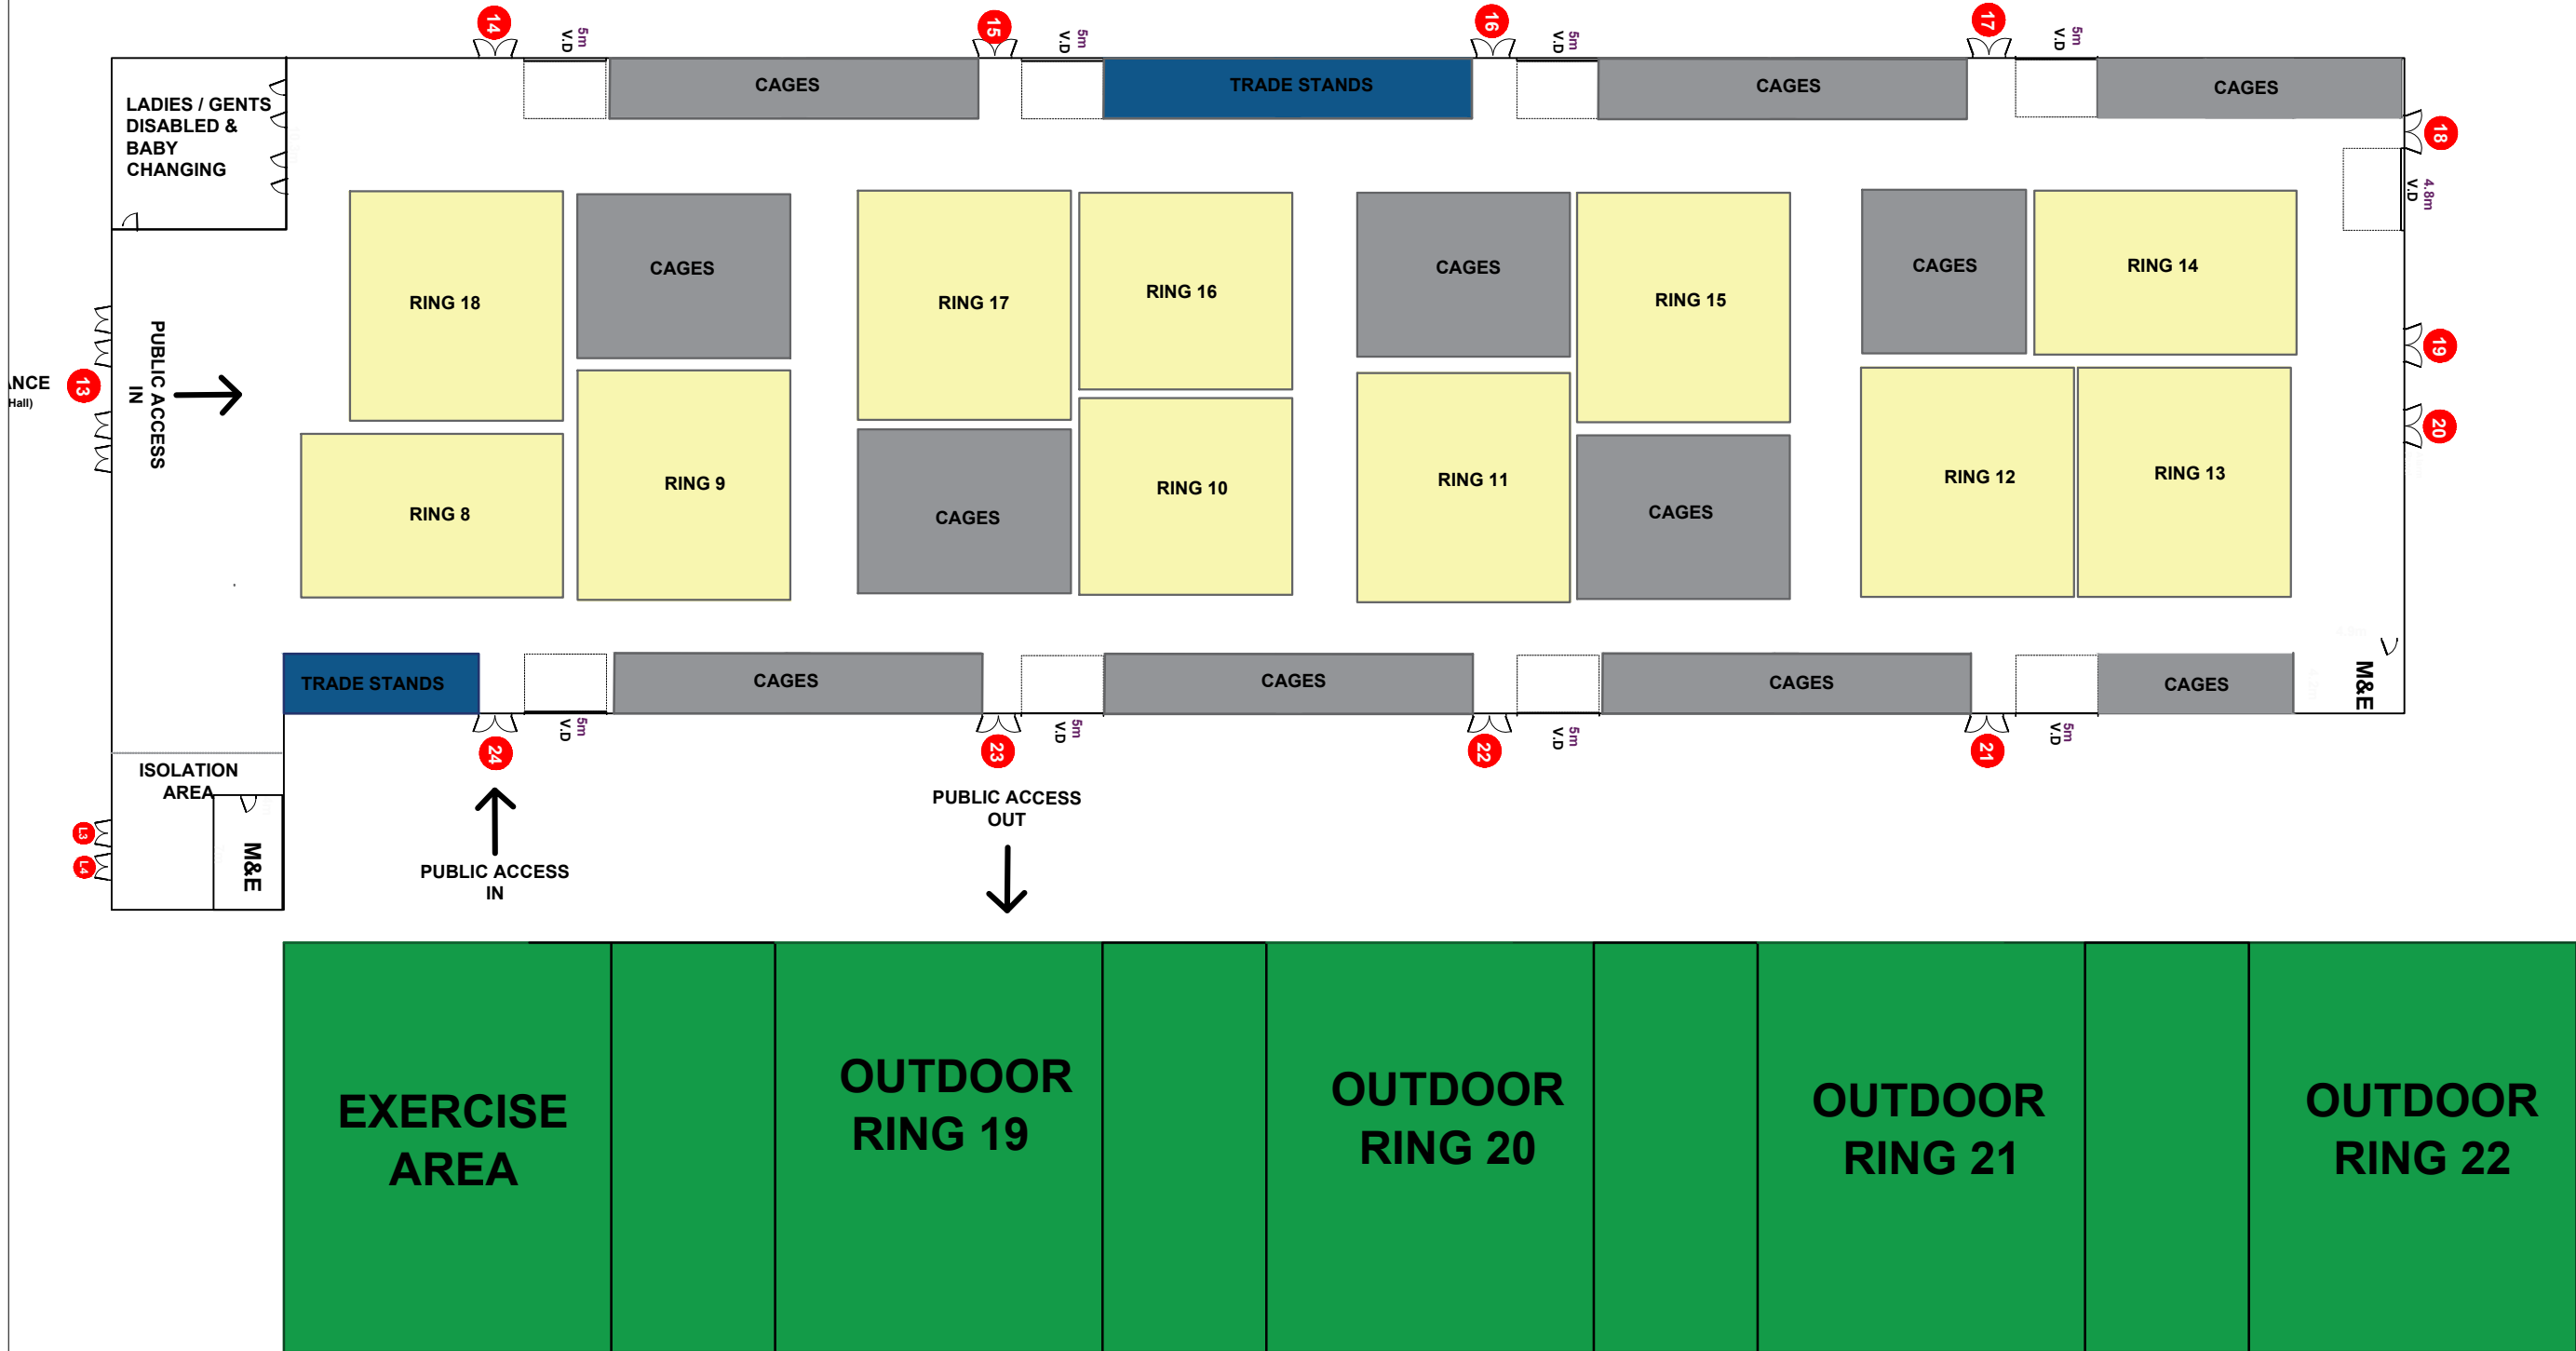 14
5m
V.D
15
5m
V.D
16
5m
V.D
17
5m
V.D
CAGES
TRADE STANDS
CAGES
CAGES
LADIES / GENTS
DISABLED &
BABY
CHANGING
18
4.8m
V.D
RING 18
CAGES
RING 17
RING 16
CAGES
RING 15
CAGES
RING 14
PUBLIC ACCESS
IN
13
(Hall)
19
20
RING 8
RING 9
CAGES
RING 10
RING 11
CAGES
RING 12
RING 13
TRADE STANDS
CAGES
CAGES
CAGES
CAGES
M&E
24
5m
V.D
23
5m
V.D
22
5m
V.D
21
5m
V.D
ISOLATION
AREA
L3
L4
M&E
PUBLIC ACCESS
IN
PUBLIC ACCESS
OUT
EXERCISE
AREA
OUTDOOR
RING 19
OUTDOOR
RING 20
OUTDOOR
RING 21
OUTDOOR
RING 22